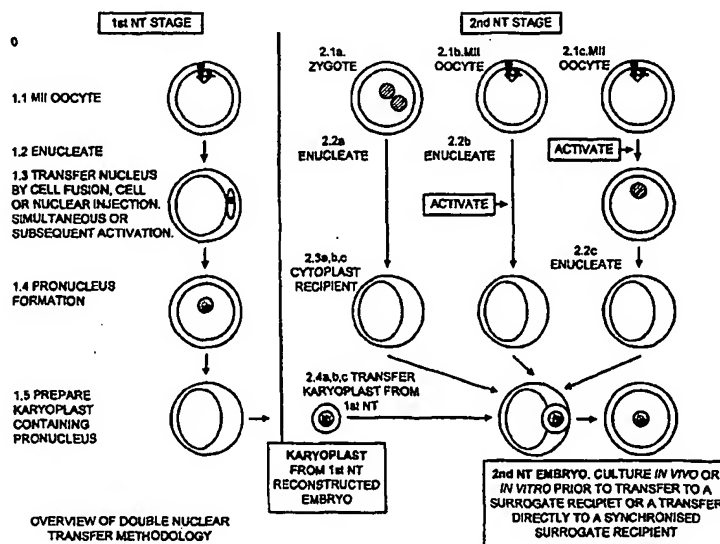 1st NT STAGE
2nd NT STAGE
0
1.1 MII OOCYTE
1.2 ENUCLEATE
1.3 TRANSFER NUCLEUS
BY CELL FUSION, CELL
OR NUCLEAR INJECTION.
SIMULTANEOUS OR
SUBSEQUENT ACTIVATION.
1.4 PRONUCLEUS
FORMATION
1.5 PREPARE
KARYOPLAST
CONTAINING
PRONUCLEUS
OVERVIEW OF DOUBLE NUCLEAR
TRANSFER METHODOLOGY
2.1a.
ZYGOTE
2.1b.MII
OOCYTE
2.1c.MII
OOCYTE
2.2a
ENUCLEATE
2.2b
ENUCLEATE
ACTIVATE
ACTIVATE
2.2c
ENUCLEATE
2.3a,b,c
CYTOPLAST
RECIPIENT
2.4a,b,c TRANSFER
KARYOPLAST FROM
1st NT
KARYOPLAST
FROM 1st NT
RECONSTRUCTED
EMBRYO
2nd NT EMBRYO. CULTURE IN VIVO OR
IN VITRO PRIOR TO TRANSFER TO A
SURROGATE RECIPIET OR A TRANSFER
DIRECTLY TO A SYNCHRONISED
SURROGATE RECIPIENT